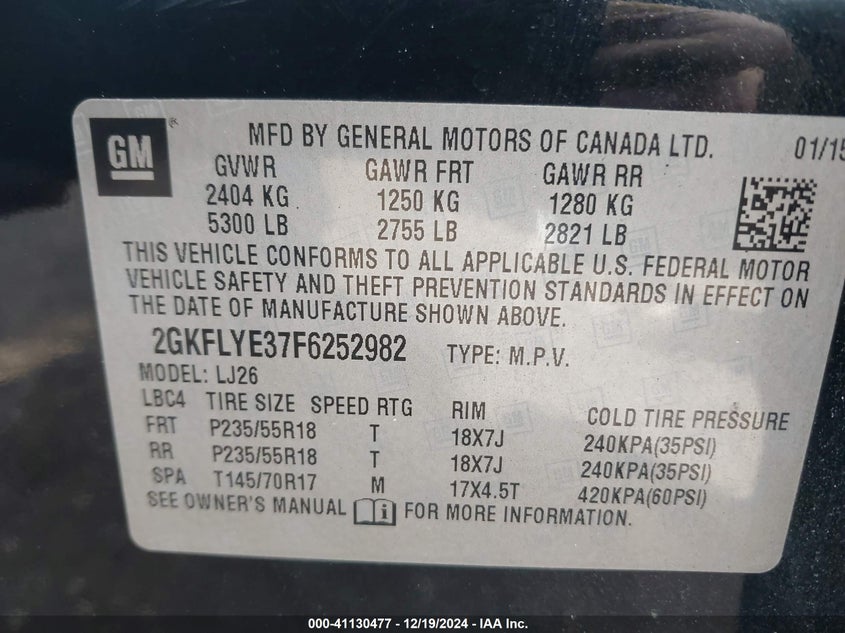 GM
MFD BY GENERAL MOTORS OF CANADA LTD. 01/15
GVWR GAWR FRT GAWR RR
2404 KG 1250 KG 1280 KG
5300 LB 2755 LB 2821 LB
THIS VEHICLE CONFORMS TO ALL APPLICABLE U.S. FEDERAL MOTOR
VEHICLE SAFETY AND THEFT PREVENTION STANDARDS IN EFFECT ON
THE DATE OF MANUFACTURE SHOWN ABOVE.
2GKFLYE37F6252982 TYPE: M.P.V.
MODEL: LJ26
LBC4 TIRE SIZE SPEED RTG RIM COLD TIRE PRESSURE
FRT P235/55R18 T 18X7J 240KPA(35PSI)
RR P235/55R18 T 18X7J 240KPA(35PSI)
SPA T145/70R17 M 17X4.5T 420KPA(60PSI)
SEE OWNER'S MANUAL i FOR MORE INFORMATION.
000-41130477 - 12/19/2024 - IAA Inc.